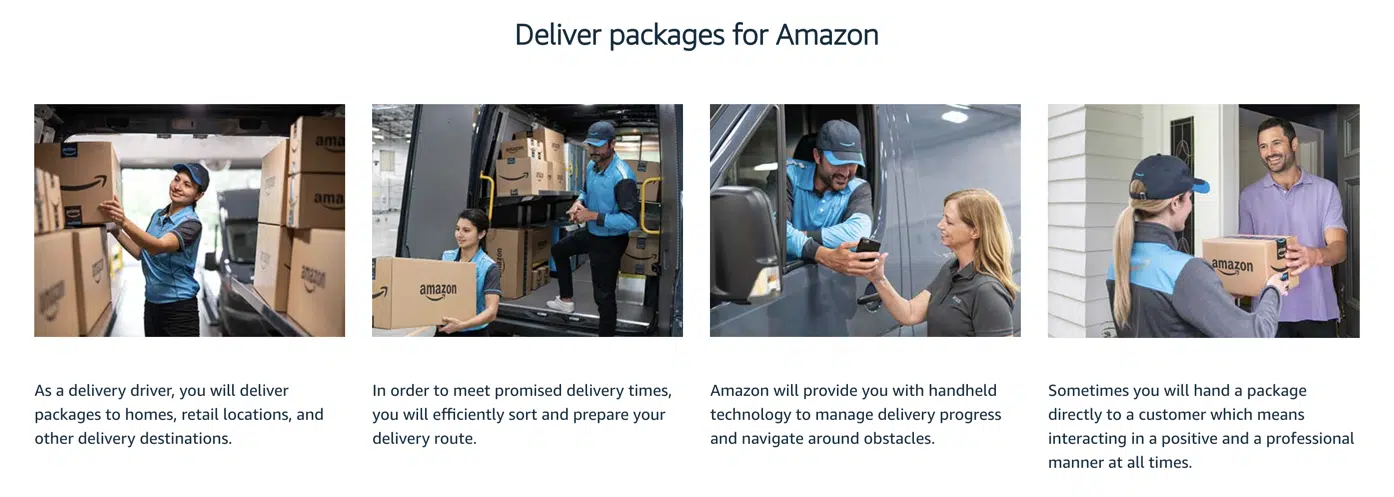 Deliver packages for Amazon
amazon
ama
ama
amazon
amazon
amazon
amazon
As a delivery driver, you will deliver
packages to homes, retail locations, and
other delivery destinations.
In order to meet promised delivery times,
you will efficiently sort and prepare your
delivery route.
Amazon will provide you with handheld
technology to manage delivery progress
and navigate around obstacles.
Sometimes you will hand a package
directly to a customer which means
interacting in a positive and a professional
manner at all times.